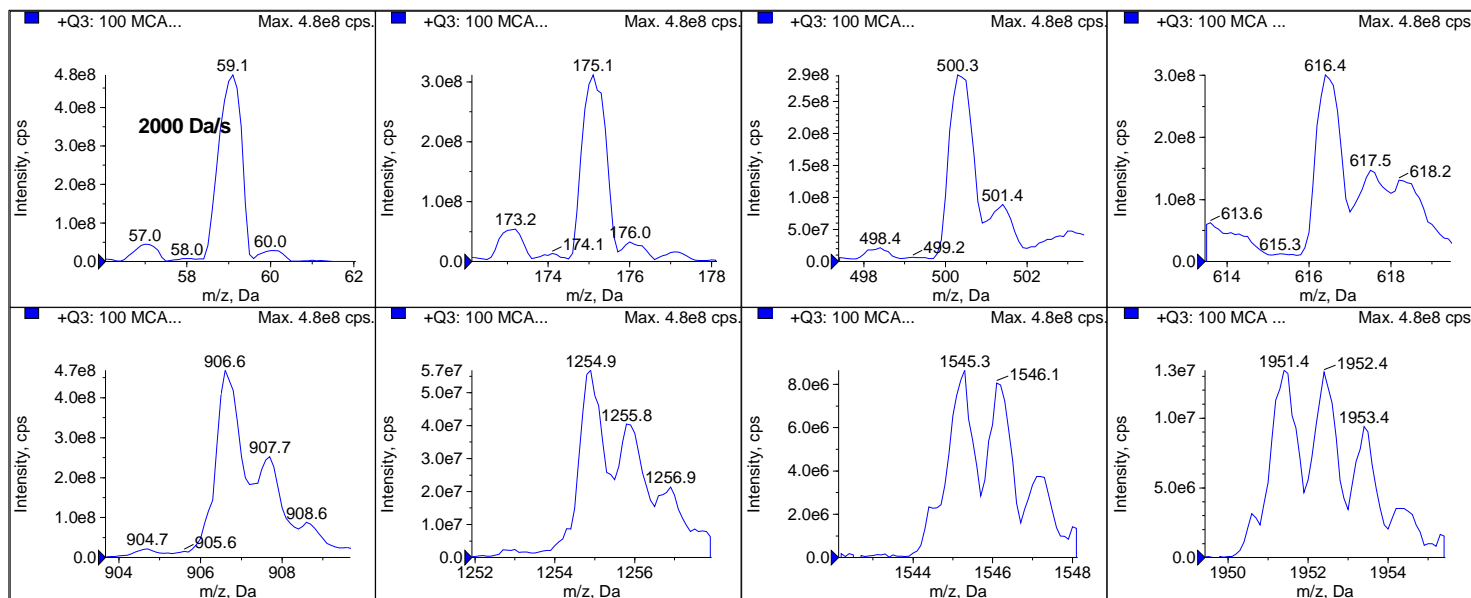 +Q3: 100 MCA... Max. 4.8e8 cps.
4.8e8
4.0e8
3.0e8
2.0e8
1.0e8
0.0
Intensity, cps
59.1
2000 Da/s
57.0
58.0
60.0
58 60 62
m/z, Da
+Q3: 100 MCA... Max. 4.8e8 cps.
3.0e8
2.0e8
1.0e8
0.0
Intensity, cps
175.1
173.2
174.1
176.0
174 176 178
m/z, Da
+Q3: 100 MCA... Max. 4.8e8 cps.
2.9e8
2.5e8
2.0e8
1.5e8
1.0e8
5.0e7
0.0
Intensity, cps
500.3
501.4
498.4
499.2
498 500 502
m/z, Da
+Q3: 100 MCA ... Max. 4.8e8 cps.
3.0e8
2.0e8
1.0e8
0.0
Intensity, cps
616.4
617.5
618.2
613.6
615.3
614 616 618
m/z, Da
+Q3: 100 MCA... Max. 4.8e8 cps.
4.7e8
4.0e8
3.0e8
2.0e8
1.0e8
0.0
Intensity, cps
906.6
907.7
908.6
904.7
905.6
904 906 908
m/z, Da
+Q3: 100 MCA... Max. 4.8e8 cps.
5.7e7
5.0e7
4.0e7
3.0e7
2.0e7
1.0e7
0.0
Intensity, cps
1254.9
1255.8
1256.9
1252 1254 1256
m/z, Da
+Q3: 100 MCA... Max. 4.8e8 cps.
8.0e6
6.0e6
4.0e6
2.0e6
0.0
Intensity, cps
1545.3
1546.1
1544 1546 1548
m/z, Da
+Q3: 100 MCA ... Max. 4.8e8 cps.
1.3e7
1.0e7
5.0e6
0.0
Intensity, cps
1951.4
1952.4
1953.4
1950 1952 1954
m/z, Da